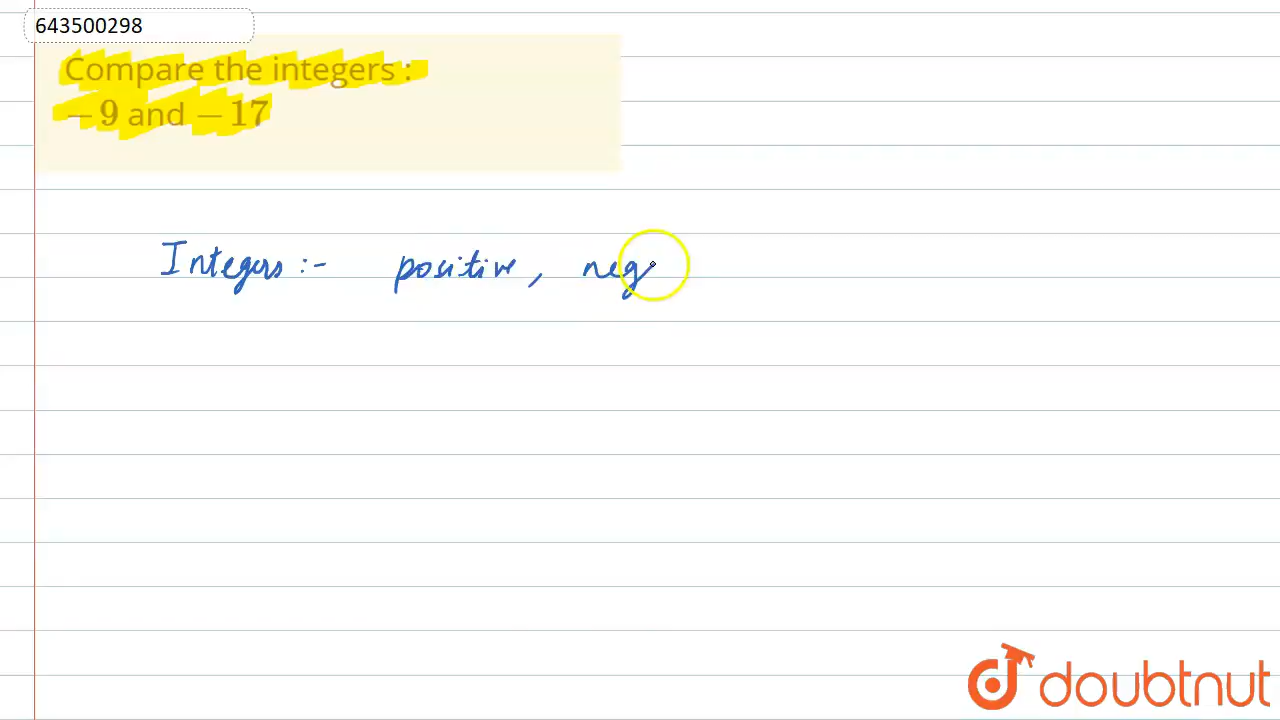 643500298
Compare the integers :
−9 and −17
Integers :- positive, neg
doubtnut